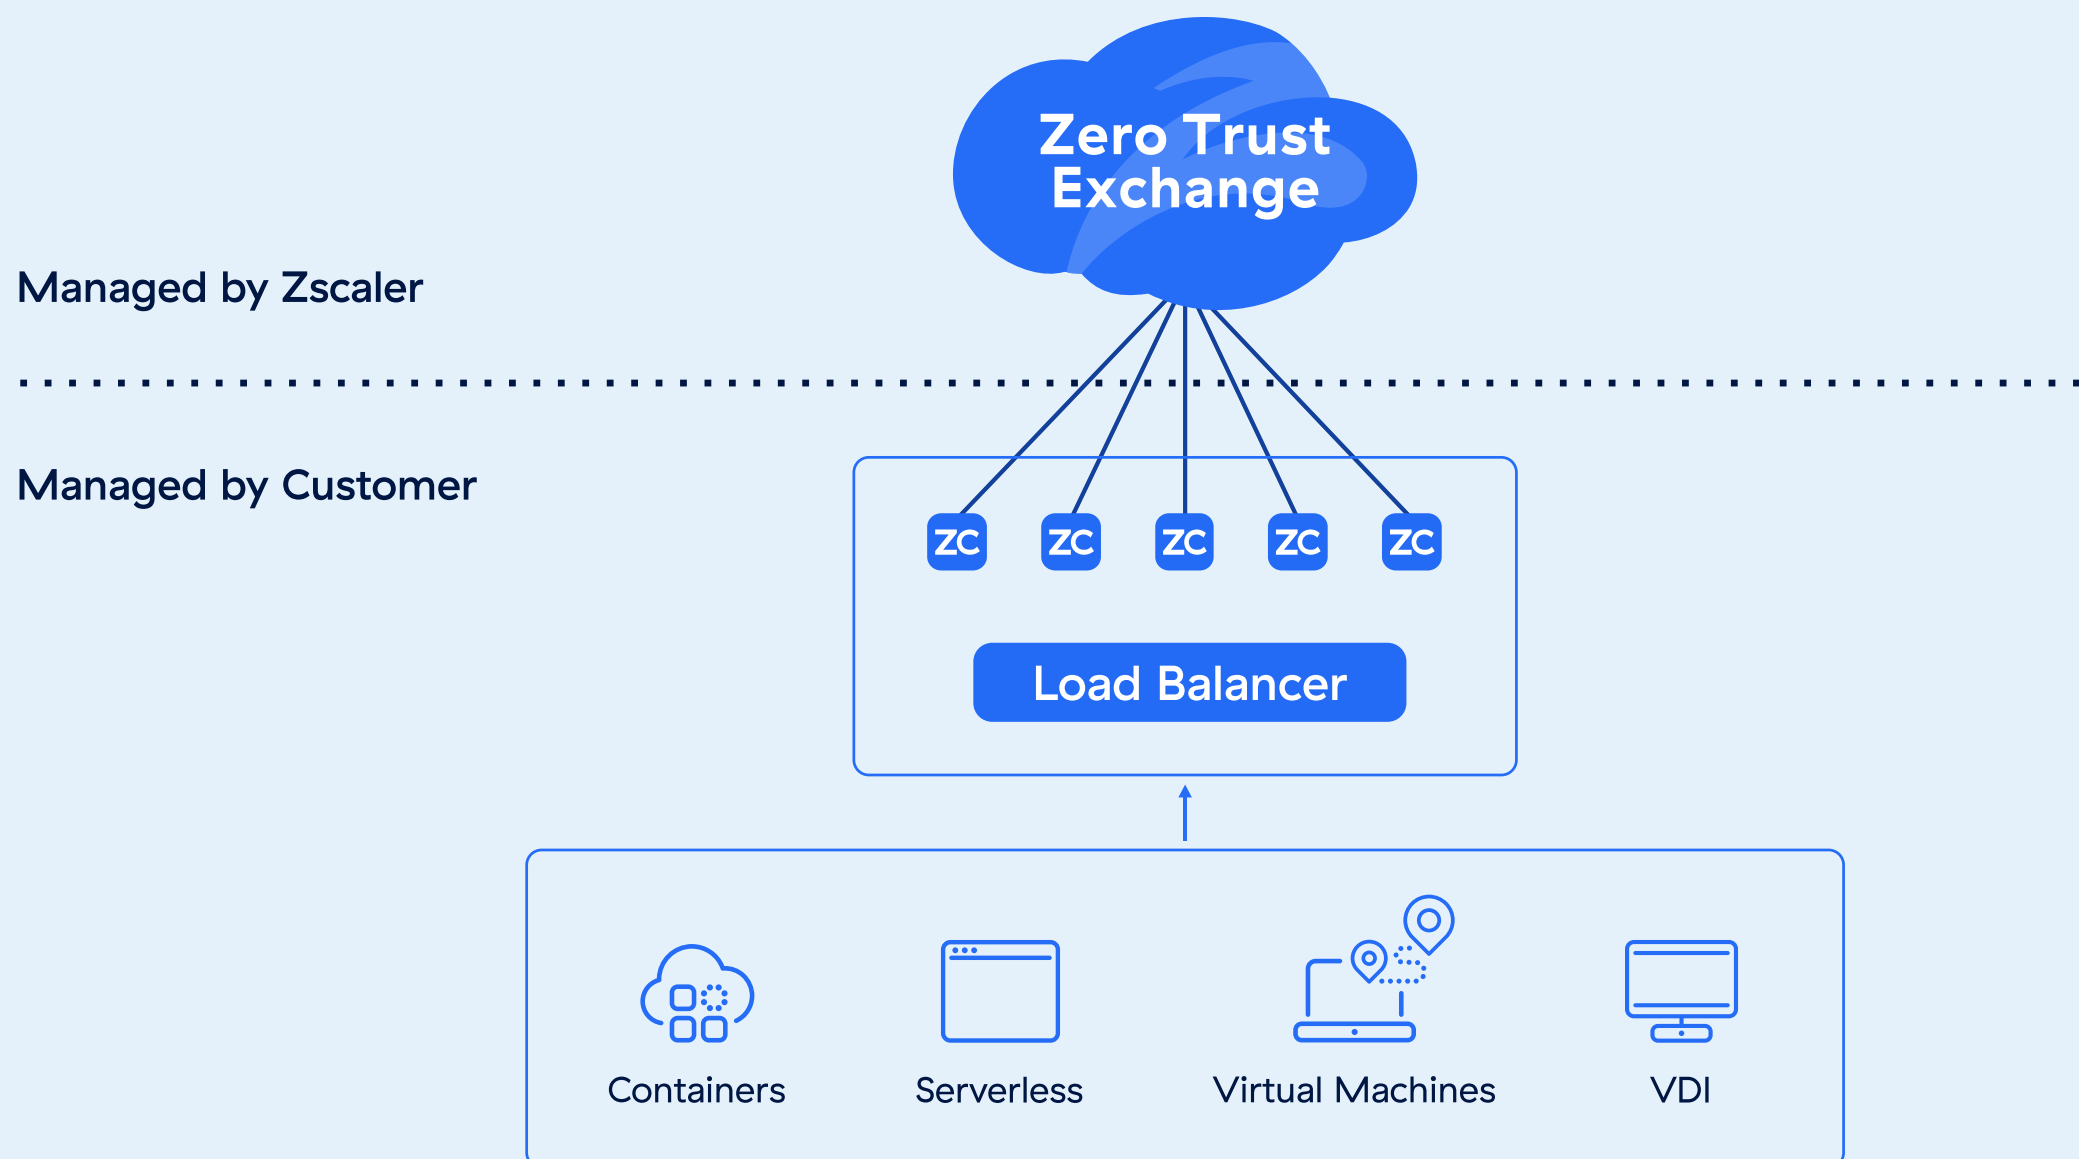 Zero Trust
Exchange
Managed by Zscaler
Managed by Customer
ZC ZC ZC ZC ZC
Load Balancer
Containers Serverless Virtual Machines VDI